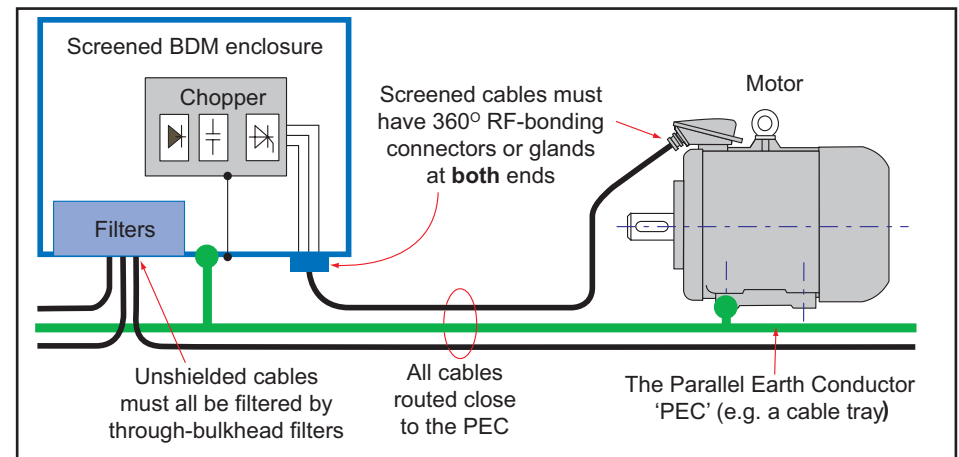 Screened BDM enclosure
Chopper
Filters
Screened cables must
have 360O RF-bonding
connectors or glands
at both ends
Motor
Unshielded cables
must all be filtered by
through-bulkhead filters
All cables
routed close
to the PEC
The Parallel Earth Conductor
‘PEC’ (e.g. a cable tray)